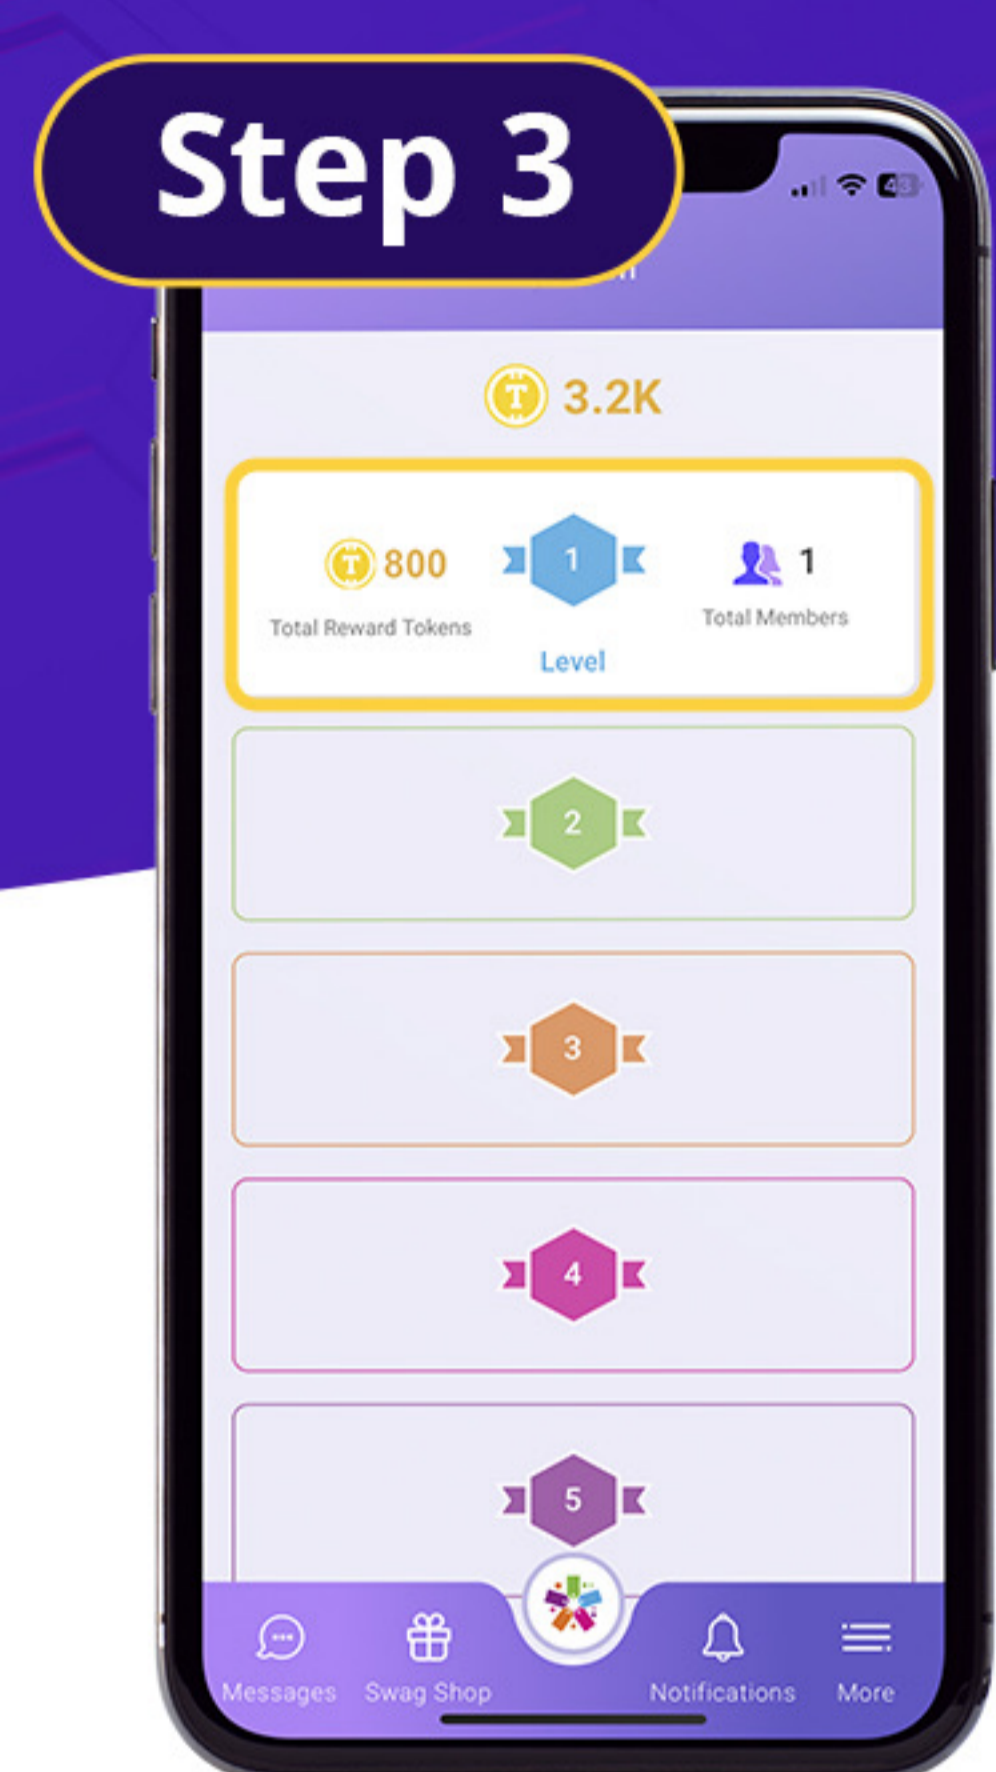 Step 3
43
3.2K
800
1
1
Total Reward Tokens
Total Members
Level
2
3
4
5
Messages
Swag Shop
Notifications
More